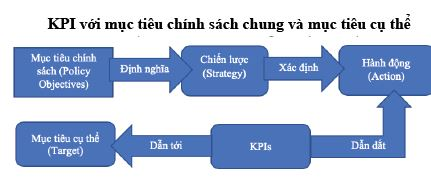 KPI với mục tiêu chính sách chung và mục tiêu cụ thể
Mục tiêu chính
sách (Policy
Objectives)
Định nghĩa
Chiến lược
(Strategy)
Xác định
Hành động
(Action)
Mục tiêu cụ thể
(Target)
Dẫn tới
KPIs
Dẫn dắt